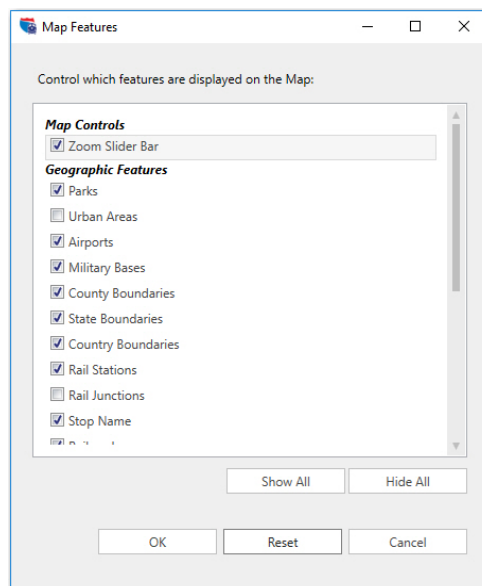 Map Features
Control which features are displayed on the Map:
Map Controls
Zoom Slider Bar
Geographic Features
Parks
Urban Areas
Airports
Military Bases
County Boundaries
State Boundaries
Country Boundaries
Rail Stations
Rail Junctions
Stop Name
Show All Hide All
OK Reset Cancel